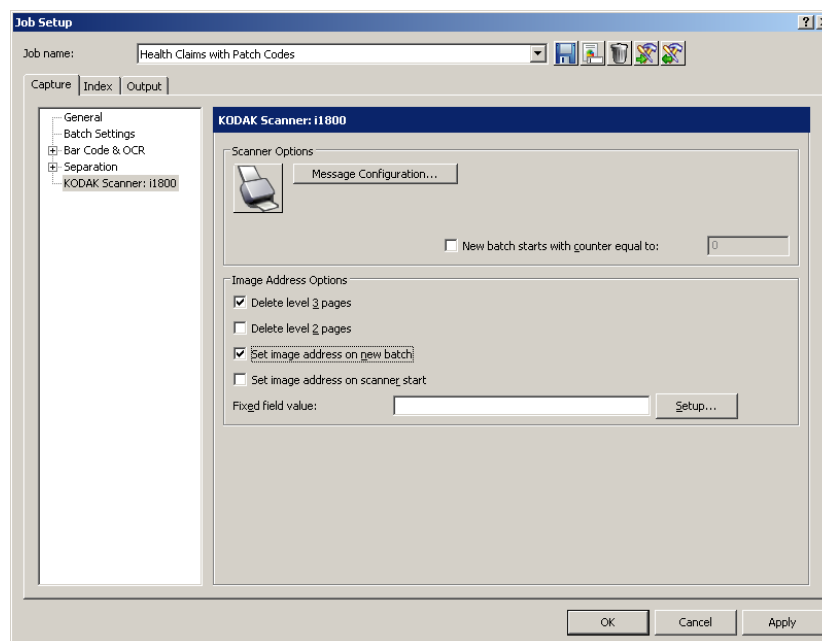 Job Setup
Job name: Health Claims with Patch Codes
Capture Index Output
General
Batch Settings
Bar Code & OCR
Separation
KODAK Scanner: i1800
KODAK Scanner: i1800
Scanner Options
Message Configuration...
New batch starts with counter equal to: 0
Image Address Options
Delete level 3 pages
Delete level 2 pages
Set image address on new batch
Set image address on scanner start
Fixed field value: Setup...
OK Cancel Apply